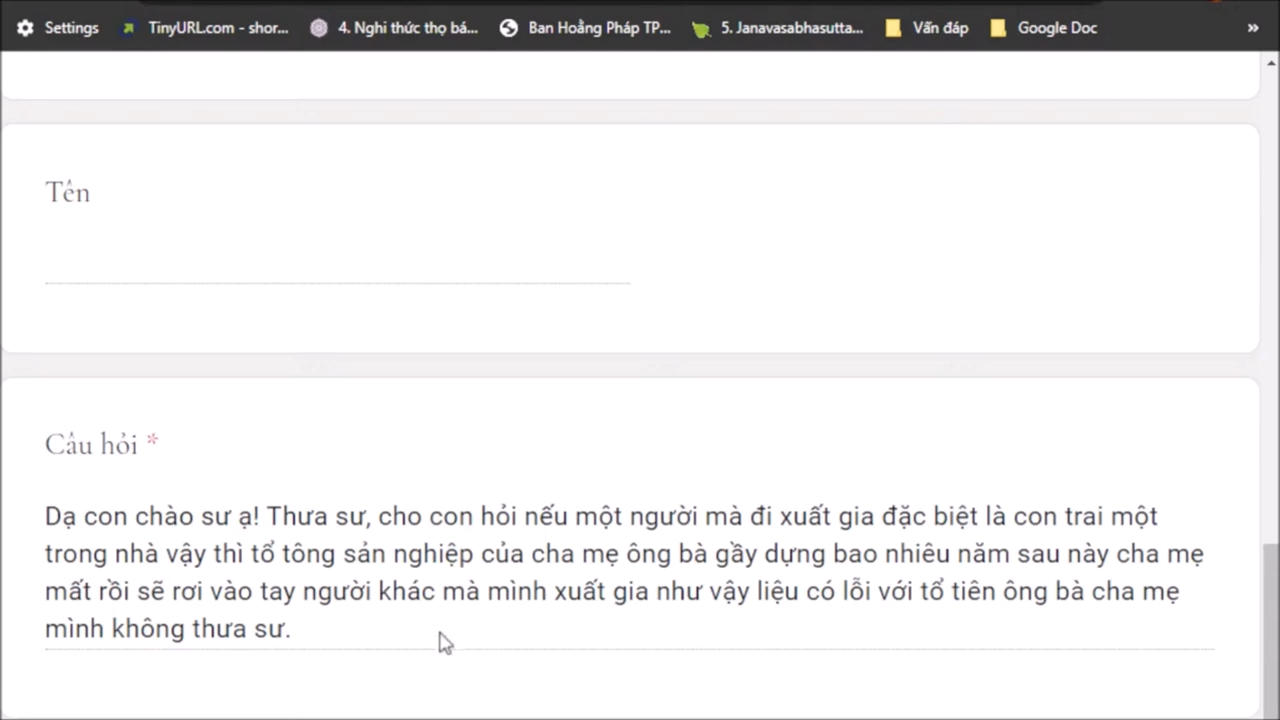 Settings TinyURL.com - shor... 4. Nghi thức thọ bá... Ban Hoằng Pháp TP... 5. Janavasabhasutta... Vấn đáp Google Doc »
Tên
Câu hỏi *
Dạ con chào sư ạ! Thưa sư, cho con hỏi nếu một người mà đi xuất gia đặc biệt là con trai một
trong nhà vậy thì tổ tông sản nghiệp của cha mẹ ông bà gầy dựng bao nhiêu năm sau này cha mẹ
mất rồi sẽ rơi vào tay người khác mà mình xuất gia như vậy liệu có lỗi với tổ tiên ông bà cha mẹ
mình không thưa sư.